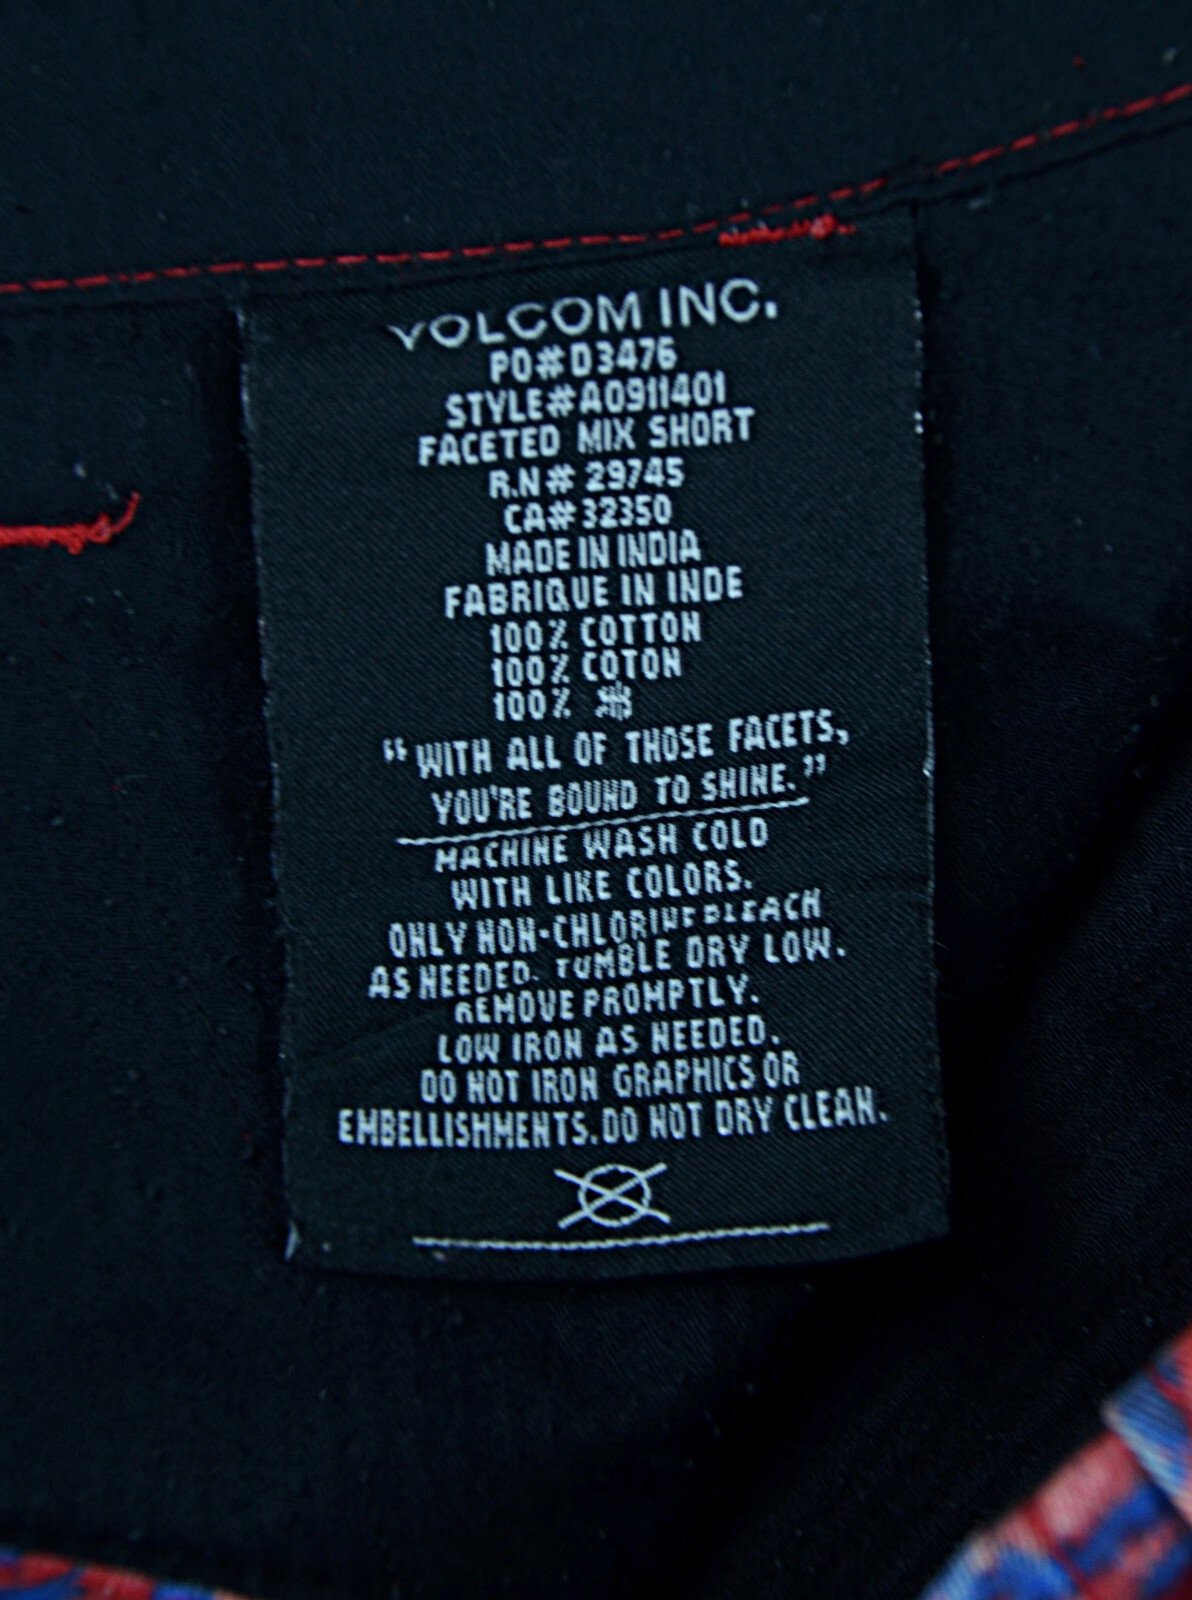 VOLCOM INC.
PO#D3476
STYLE#A0911401
FACETED MIX SHORT
R.N# 29745
CA# 32350
MADE IN INDIA
FABRIQUE IN INDE
100% COTTON
100% COTON
100%
"WITH ALL OF THOSE FACETS,
YOU'RE BOUND TO SHINE."
MACHINE WASH COLD
WITH LIKE COLORS.
ONLY NON-CHLORINE BLEACH
AS NEEDED. TUMBLE DRY LOW.
REMOVE PROMPTLY.
LOW IRON AS NEEDED.
DO NOT IRON GRAPHICS OR
EMBELLISHMENTS. DO NOT DRY CLEAN.